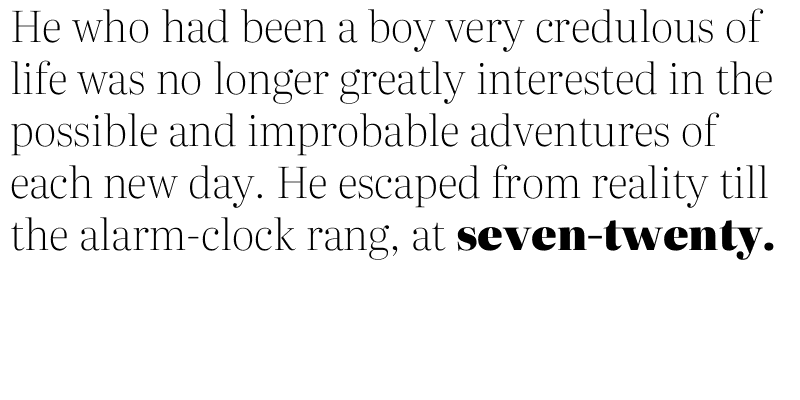 He who had been a boy very credulous of
life was no longer greatly interested in the
possible and improbable adventures of
each new day. He escaped from reality till
the alarm-clock rang, at seven-twenty.